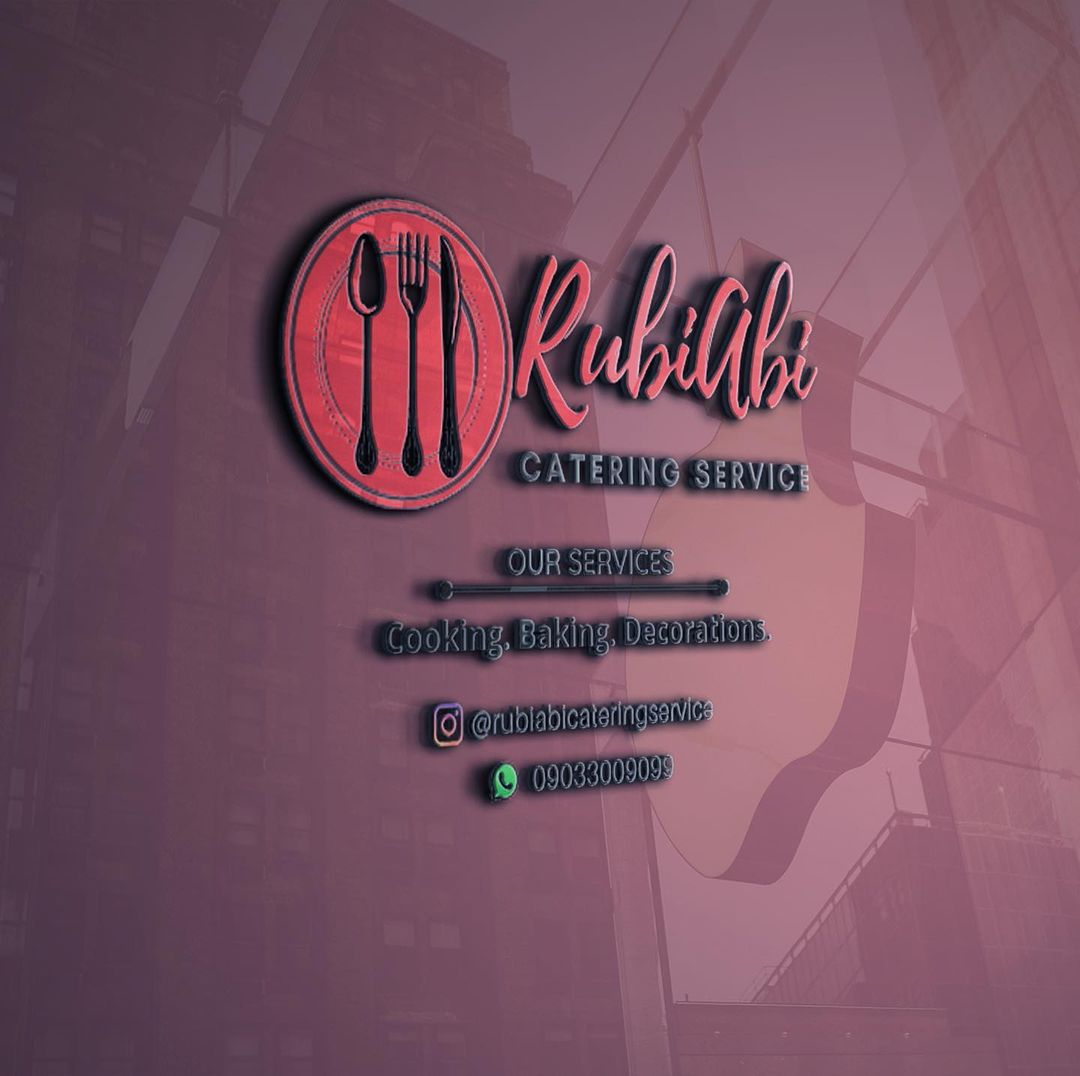 RubiAbi
CATERING SERVICE
OUR SERVICES
Cooking. Baking. Decorations.
@rubiabicateringservice
09033009099